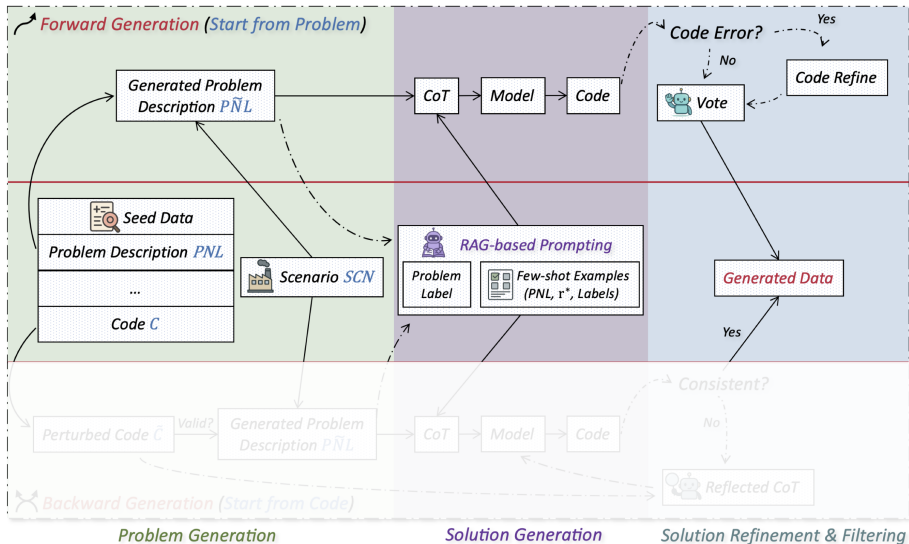 Forward Generation (Start from Problem)
Code Error?
Yes
No
Generated Problem
Description PÑL
CoT
Model
Code
Vote
Code Refine
Seed Data
Problem Description PNL
...
Code C
Scenario SCN
RAG-based Prompting
Problem
Label
Few-shot Examples
(PNL, r*, Labels)
Generated Data
Yes
Consistent?
No
Perturbed Code C̃
Valid?
Generated Problem
Description PÑL
CoT
Model
Code
Reflected CoT
Backward Generation (Start from Code)
Problem Generation
Solution Generation
Solution Refinement & Filtering